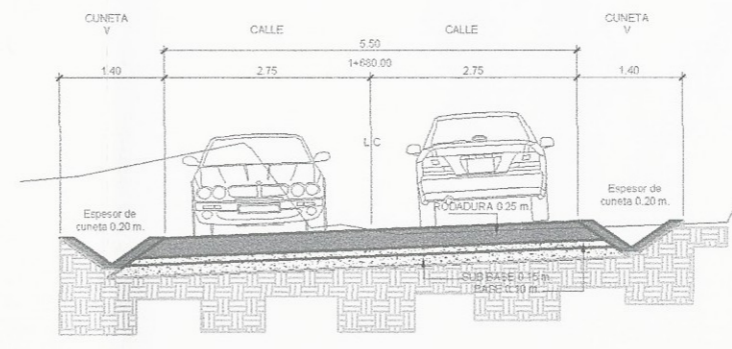 CUNETA
V
CALLE
CALLE
CUNETA
V
5.50
1+680.00
1.40
2.75
2.75
1.40
L C
Espesor de
cuneta 0.20 m.
Espesor de
cuneta 0.20 m.
RODADURA 0.25 m.
SUB BASE 0.15 m.
BASE 0.10 m.